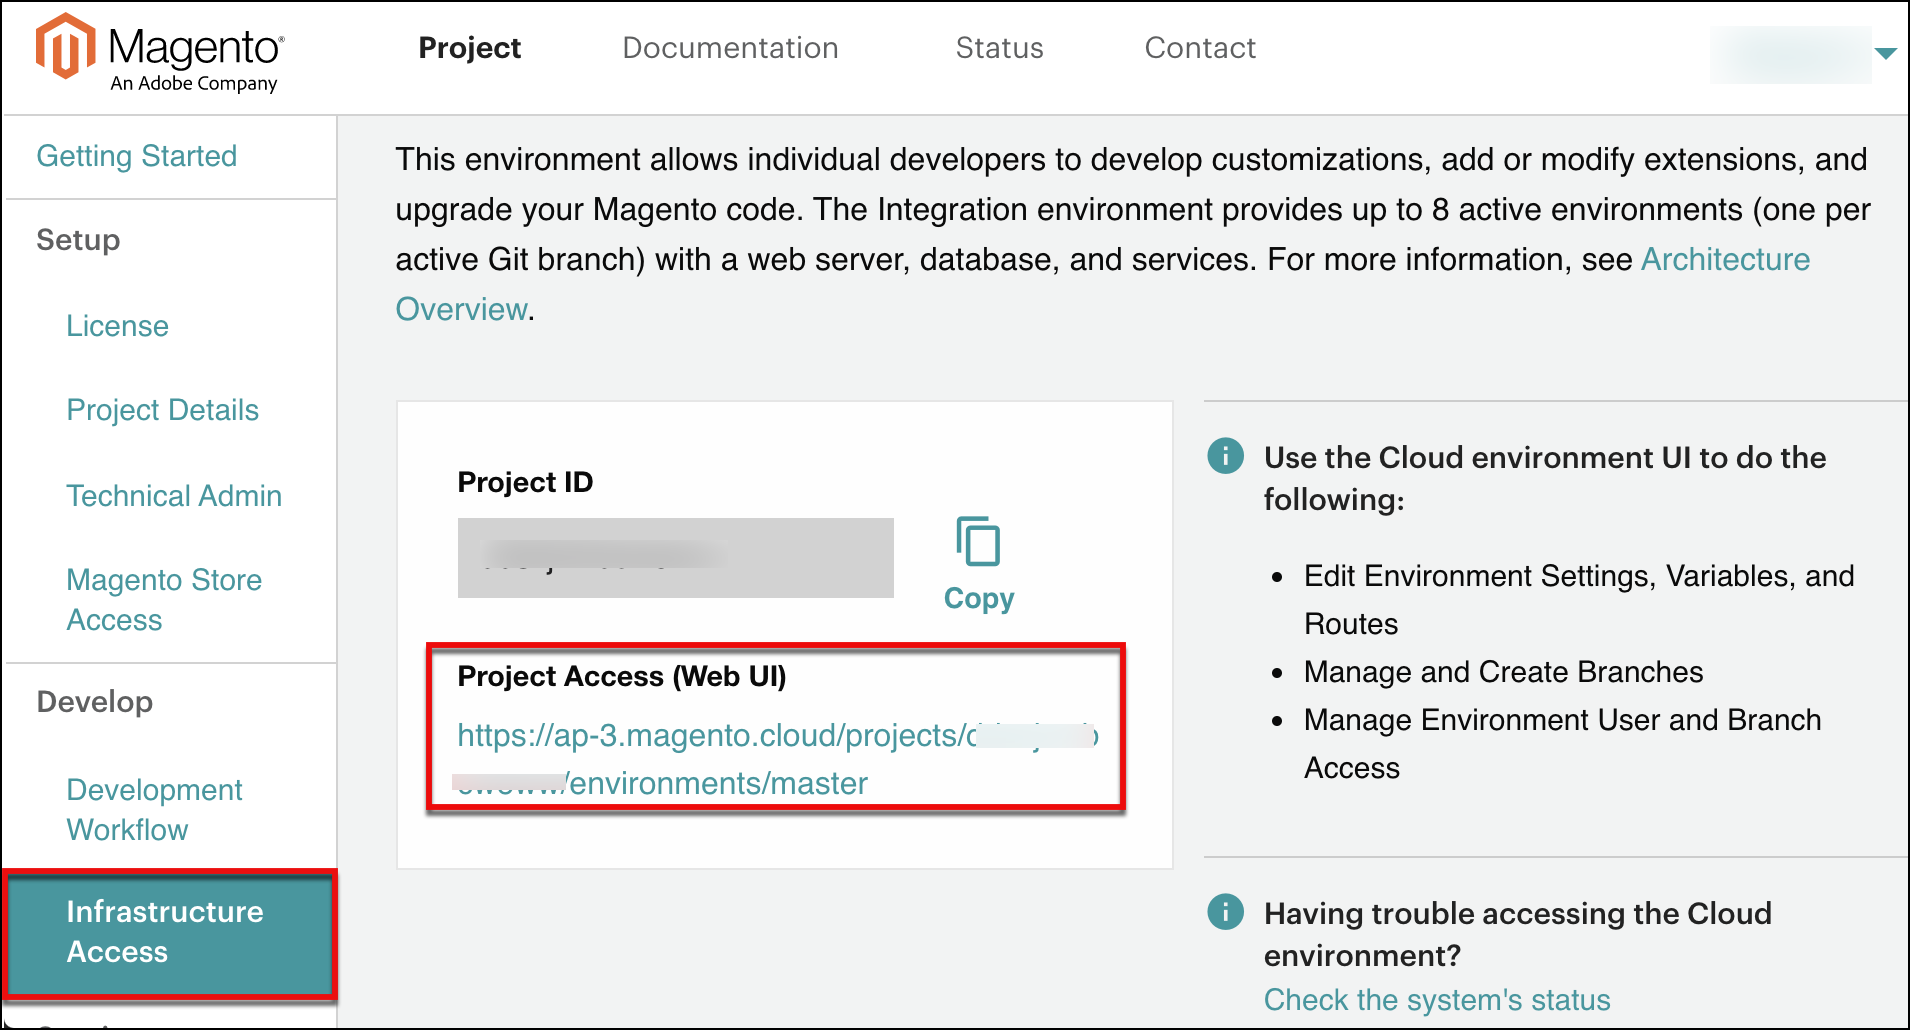 Magento®
An Adobe Company
Project
Documentation
Status
Contact
Getting Started
Setup
License
Project Details
Technical Admin
Magento Store
Access
Develop
Development
Workflow
Infrastructure
Access
This environment allows individual developers to develop customizations, add or modify extensions, and
upgrade your Magento code. The Integration environment provides up to 8 active environments (one per
active Git branch) with a web server, database, and services. For more information, see Architecture
Overview.
Project ID
Copy
Project Access (Web UI)
https://ap-3.magento.cloud/projects/
/environments/master
Use the Cloud environment UI to do the
following:
• Edit Environment Settings, Variables, and
Routes
• Manage and Create Branches
• Manage Environment User and Branch
Access
Having trouble accessing the Cloud
environment?
Check the system's status